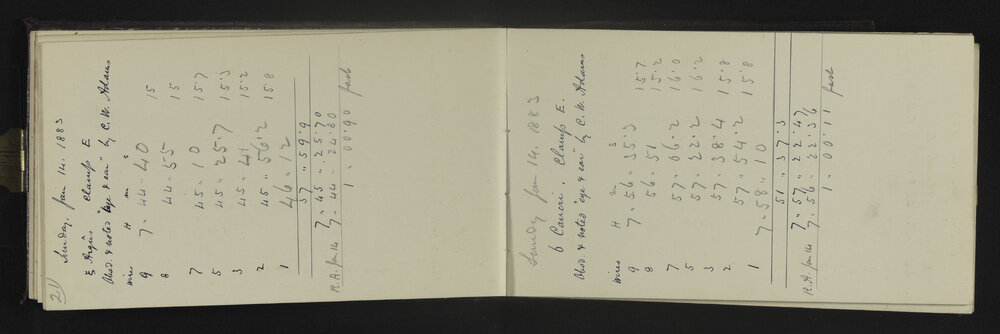 21)
Sunday, Jan 14. 1883
ξ Argus clamp E
Obsd & noted "eye & ear" by C. W. Adams
wires H m s
9 7 .. 44 .. 40 15
8 44 .. 55 15
7 45 .. 10 15.7
5 45 .. 25.7 15.3
3 45 .. 41 15.2
2 45 .. 56.2 15.8
1 46 .. 12
37 .. 59.9
7 .. 45 .. 25.70
R.A. Jan 14 7 .. 44 .. 24.80
1 .. 00.90 fast
Sunday Jan 14. 1883
6 Cancri. Clamp E.
Obsd & noted "eye & ear" by C. W. Adams
wires H m s
9 7 .. 56 .. 35.3 15.7
8 56 .. 51 15.2
7 57 .. 06.2 16.0
5 57 .. 22.2 16.2
3 57 .. 38.4 15.8
2 57 .. 54.2 15.8
1 7 .. 58 .. 10
51 .. 37.3
7 .. 57 .. 22.47
R.A. Jan 14 7 .. 56 .. 22.36
1 .. 00.11 fast